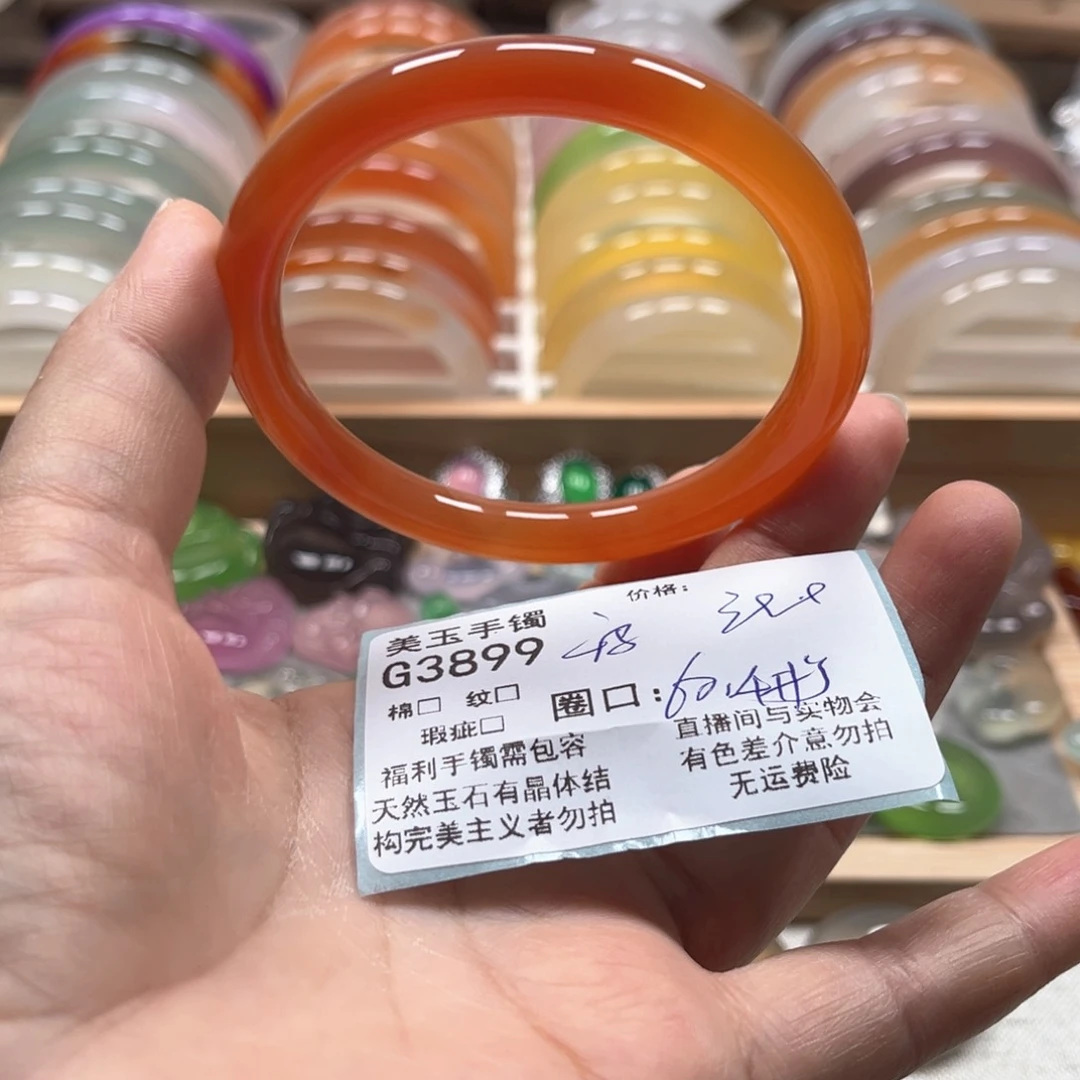 价格:
美玉手镯
G3899
棉□ 纹□
圈口:60.4
瑕疵□
福利手镯需包容
天然玉石有晶体结
构完美主义者勿拍
直播间与实物会
有色差介意勿拍
无运费险